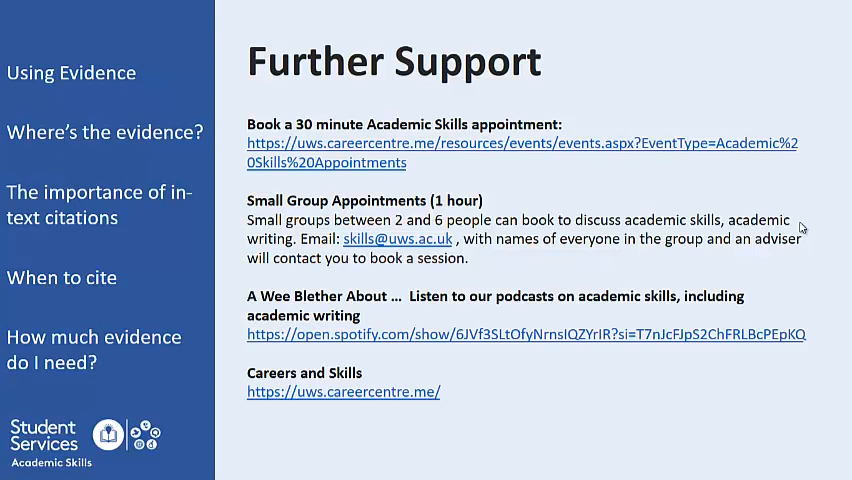 Using Evidence
Where's the evidence?
The importance of in-
text citations
When to cite
How much evidence
do I need?
Student
Services
Academic Skills
Further Support
Book a 30 minute Academic Skills appointment:
https://uws.careercentre.me/resources/events/events.aspx?EventType=Academic%2
0Skills%20Appointments
Small Group Appointments (1 hour)
Small groups between 2 and 6 people can book to discuss academic skills, academic
writing. Email: skills@uws.ac.uk , with names of everyone in the group and an adviser
will contact you to book a session.
A Wee Blether About ... Listen to our podcasts on academic skills, including
academic writing
https://open.spotify.com/show/6JVf3SLtOfyNrnsIQZYrIR?si=T7nJcFJpS2ChFRLBcPEpKQ
Careers and Skills
https://uws.careercentre.me/